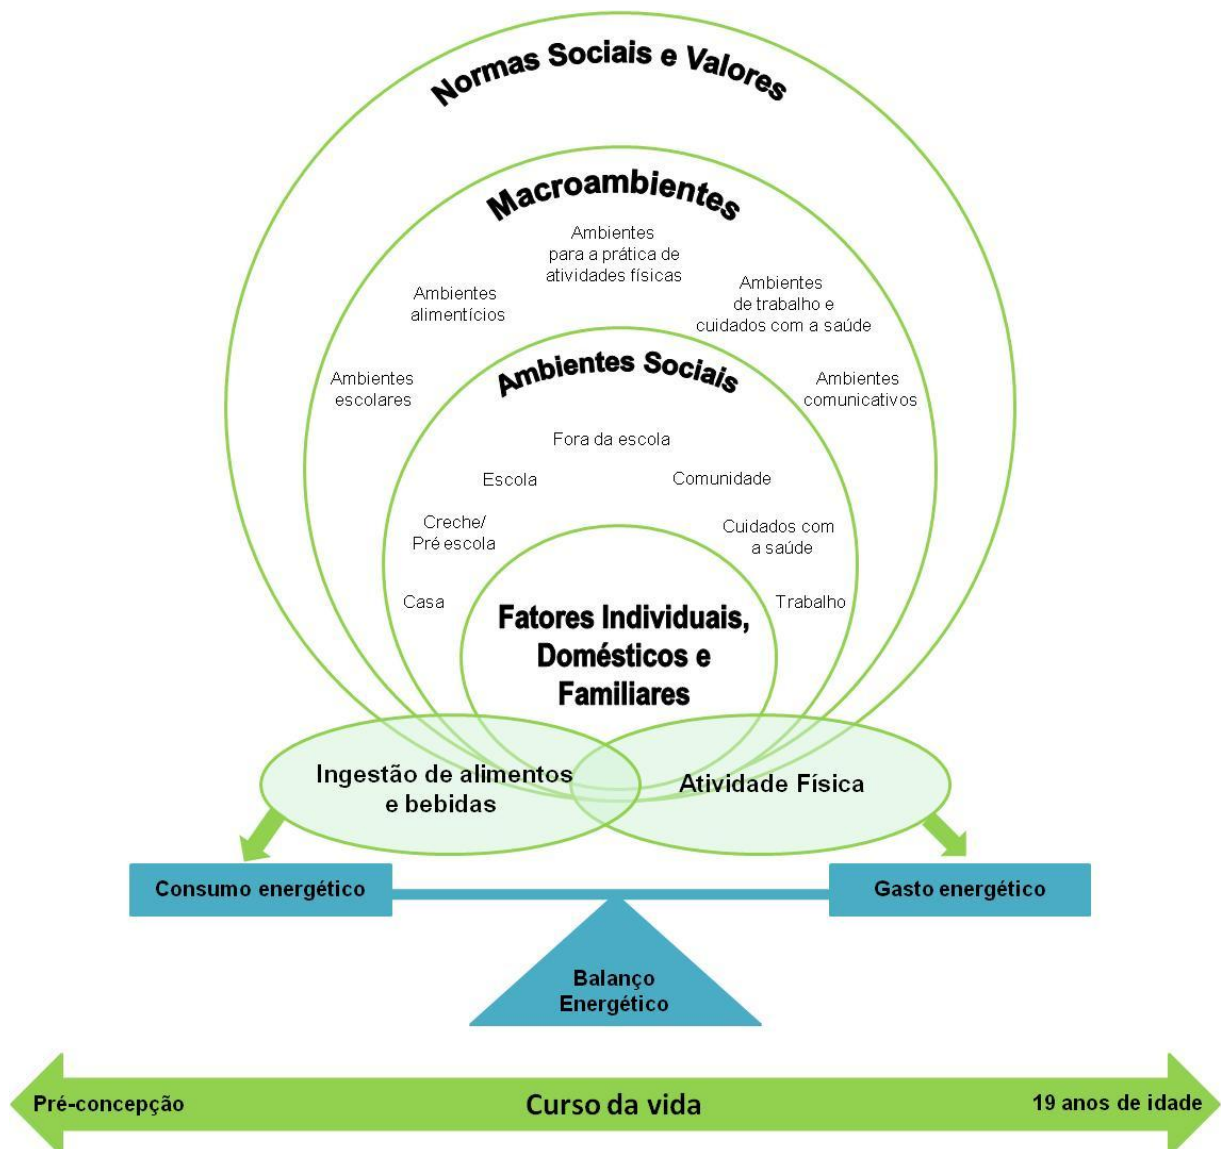 Normas Sociais e Valores
Macroambientes
Ambientes
para a prática de
atividades físicas
Ambientes
alimentícios
Ambientes
de trabalho e
cuidados com a saúde
Ambientes
escolares
Ambientes
comunicativos
Ambientes Sociais
Fora da escola
Escola
Comunidade
Creche/
Pré escola
Cuidados com
a saúde
Casa
Trabalho
Fatores Individuais,
Domésticos e
Familiares
Ingestão de alimentos
e bebidas
Atividade Física
Consumo energético
Gasto energético
Balanço
Energético
Pré-concepção
Curso da vida
19 anos de idade